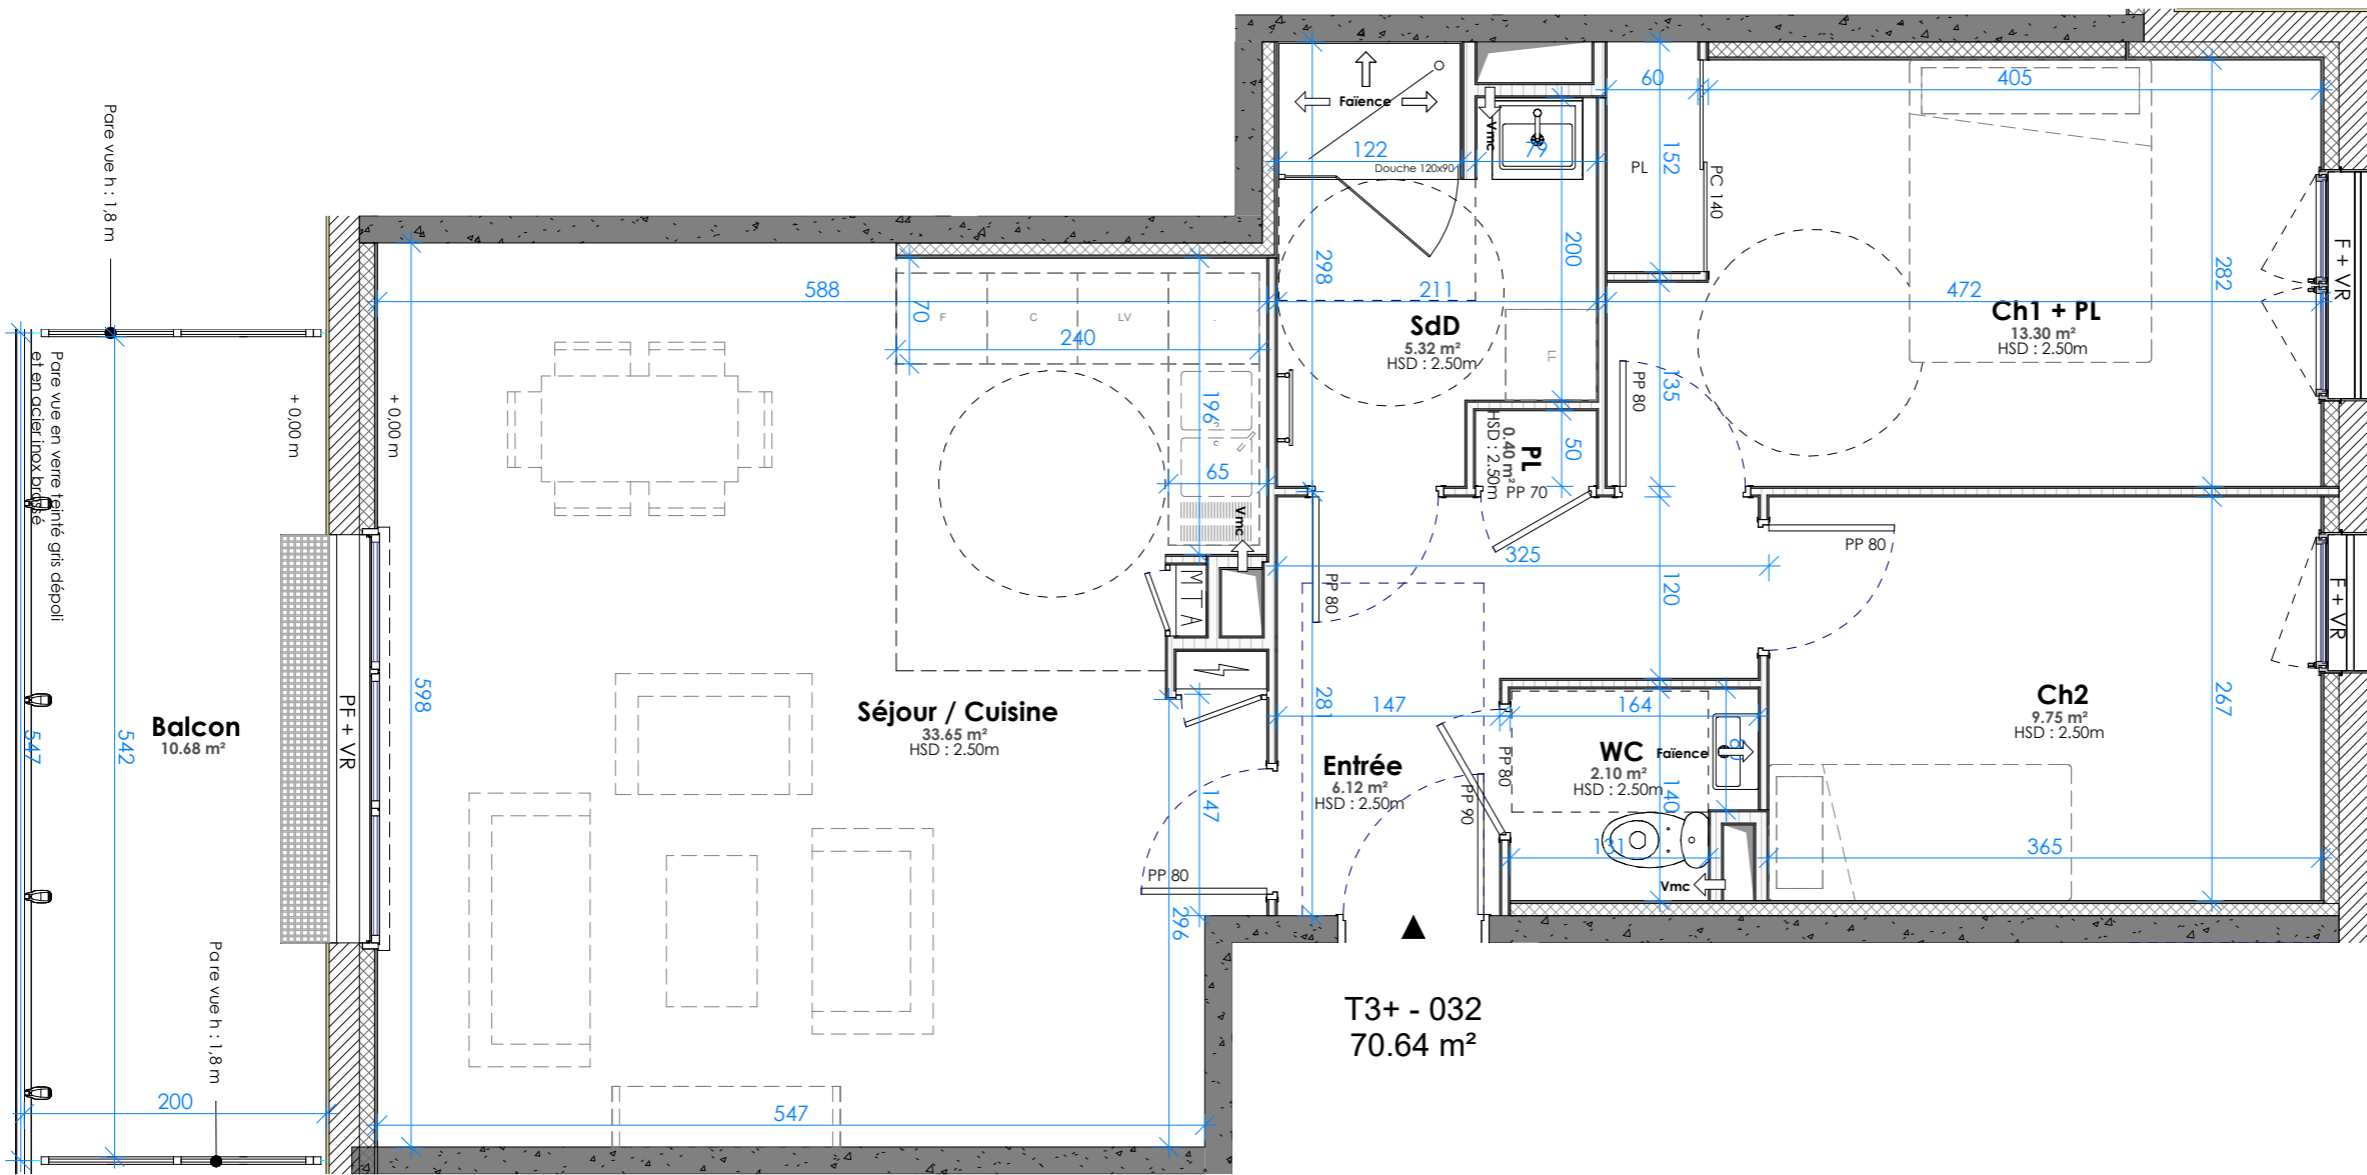 Pare vue h : 1,8 m
Pare vue en verre teinté gris dépoli
et en acier inox brossé
+ 0,00 m
+ 0,00 m
547
542
200
Balcon
10.68 m²
Pare vue h : 1,8 m
PF + VR
598
588
70
F
C
LV
240
196
65
Vmc
MTA
Séjour / Cuisine
33.65 m²
HSD : 2.50m
147
296
PP 80
547
Faïence
122
Douche 120x90
79
Vmc
298
200
211
SdD
5.32 m²
HSD : 2.50m
LL
PL
0.40 m²
HSD : 2.50m
50
PP 70
PP 80
325
281
147
Entrée
6.12 m²
HSD : 2.50m
PP 90
PP 80
120
164
WC
2.10 m²
HSD : 2.50m
Faïence
140
131
Vmc
60
152
PL
PC 140
405
135
PP 80
472
Ch1 + PL
13.30 m²
HSD : 2.50m
282
F + VR
PP 80
Ch2
9.75 m²
HSD : 2.50m
267
F + VR
365
T3+ - 032
70.64 m²